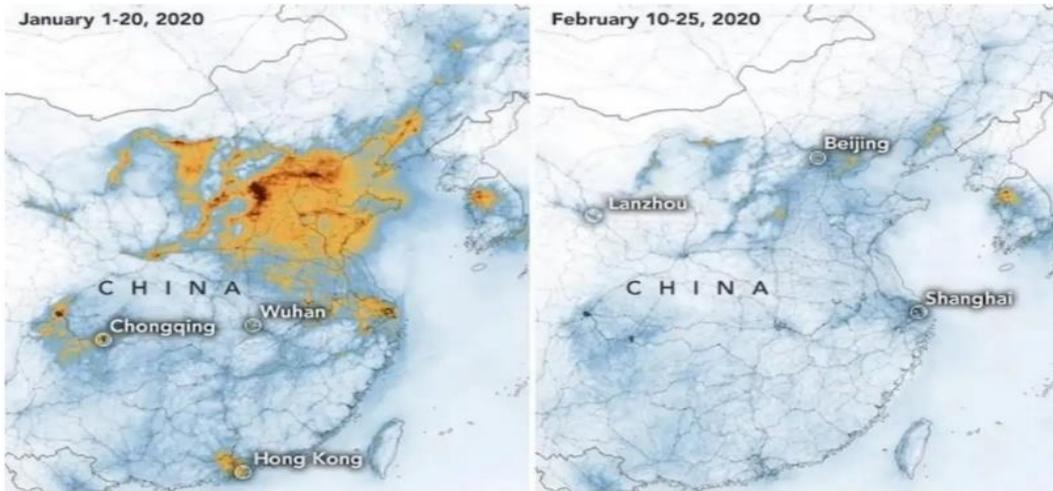 January 1-20, 2020
CHINA
Wuhan
Chongqing
Hong Kong
February 10-25, 2020
Beijing
Lanzhou
CHINA
Shanghai